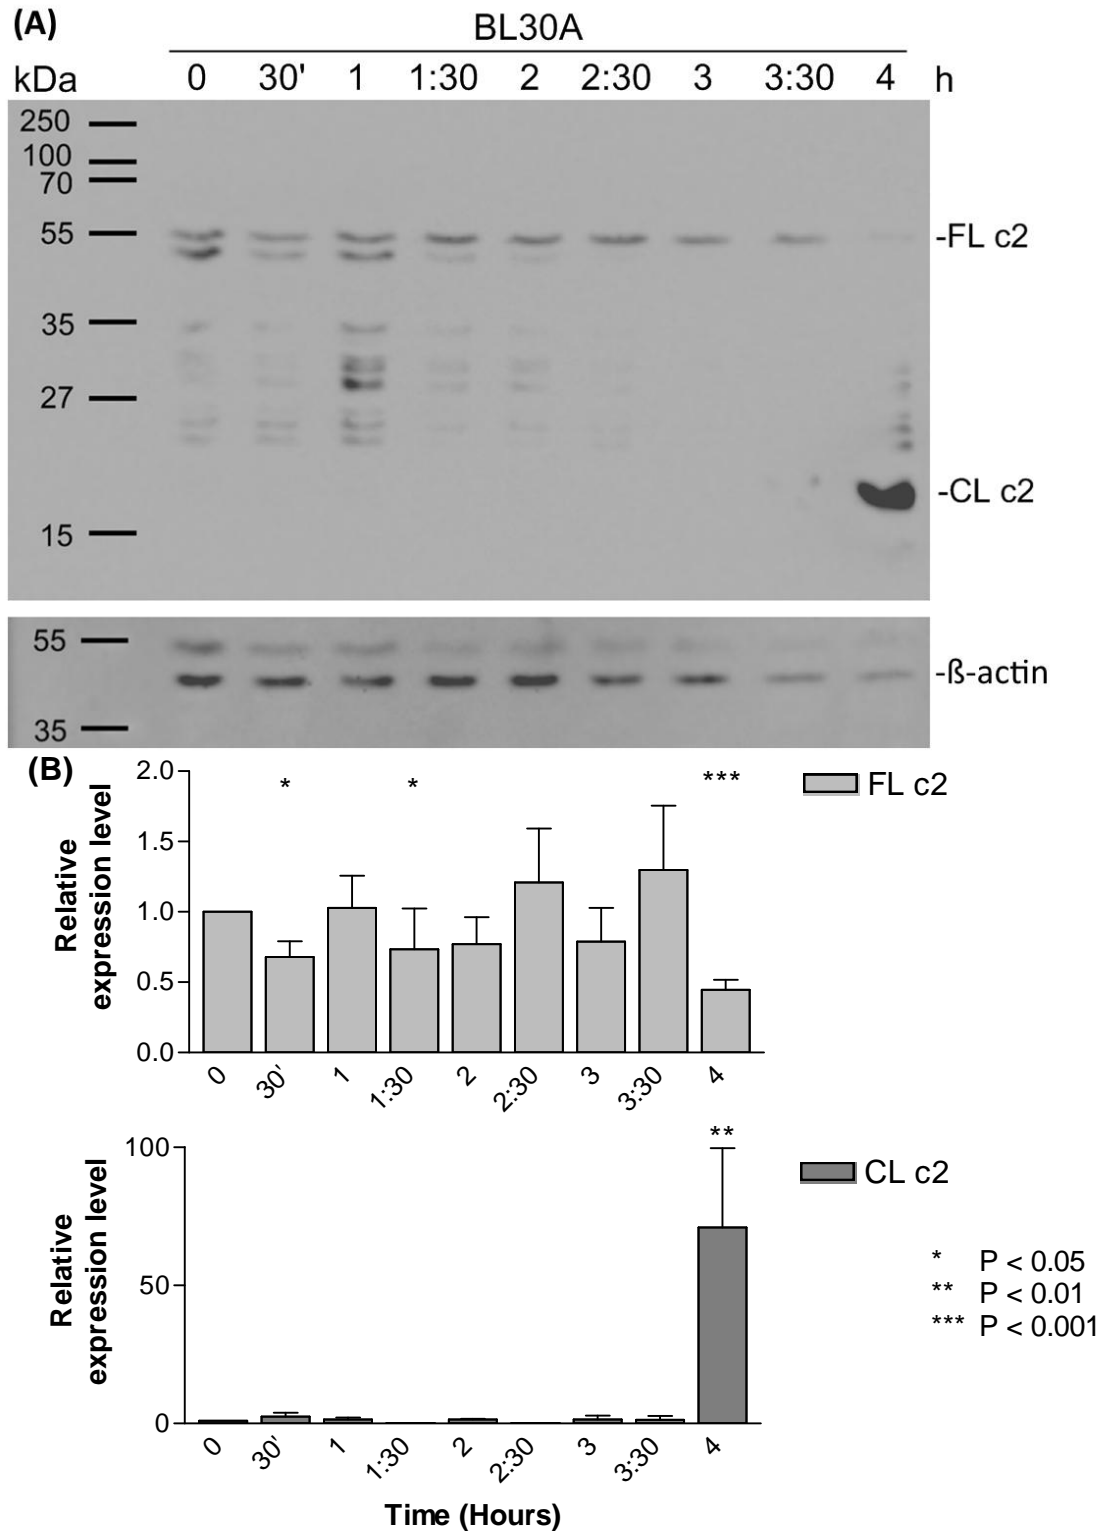 (A)
BL30A
kDa 0 30' 1 1:30 2 2:30 3 3:30 4 h
250
100
70
55 -FL c2
35
27
-CL c2
15
55
-ß-actin
35
(B)
Relative
expression level
2.0
1.5
1.0
0.5
0.0
* * ***
FL c2
0 30' 1 1:30 2 2:30 3 3:30 4
Relative
expression level
100
50
0
**
CL c2
* P < 0.05
** P < 0.01
*** P < 0.001
0 30' 1 1:30 2 2:30 3 3:30 4
Time (Hours)